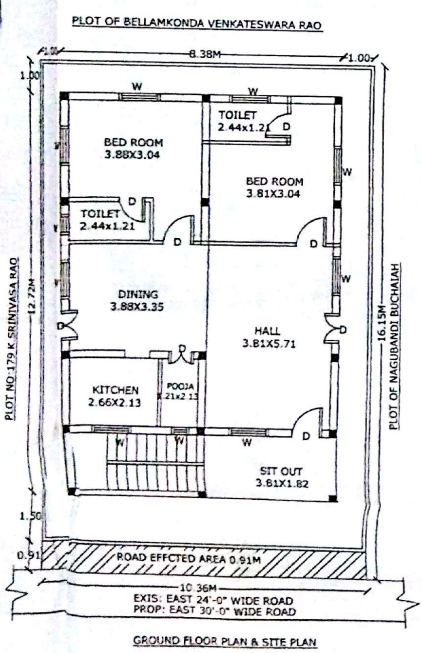 PLOT OF BELLAMKONDA VENKATESWARA RAO
1.00
8.38M
1.00
1.00
W
W
TOILET
2.44x1.21
D
BED ROOM
3.88X3.04
W
W
BED ROOM
3.81X3.04
D
TOILET
2.44x1.21
W
D
D
PLOT NO:179 K SRINIVASA RAO
12.72M
W
DINING
3.88X3.35
W
16.15M
PLOT OF NAGUBANDI BUCHAIAH
D
HALL
3.81X5.71
D
D
KITCHEN
2.66X2.13
POOJA
1.21x2.13
W
W
W
D
SIT OUT
3.81X1.82
1.50
0.91
ROAD EFFCTED AREA 0.91M
10.36M
EXIS: EAST 24'-0" WIDE ROAD
PROP: EAST 30'-0" WIDE ROAD
GROUND FLOOR PLAN & SITE PLAN